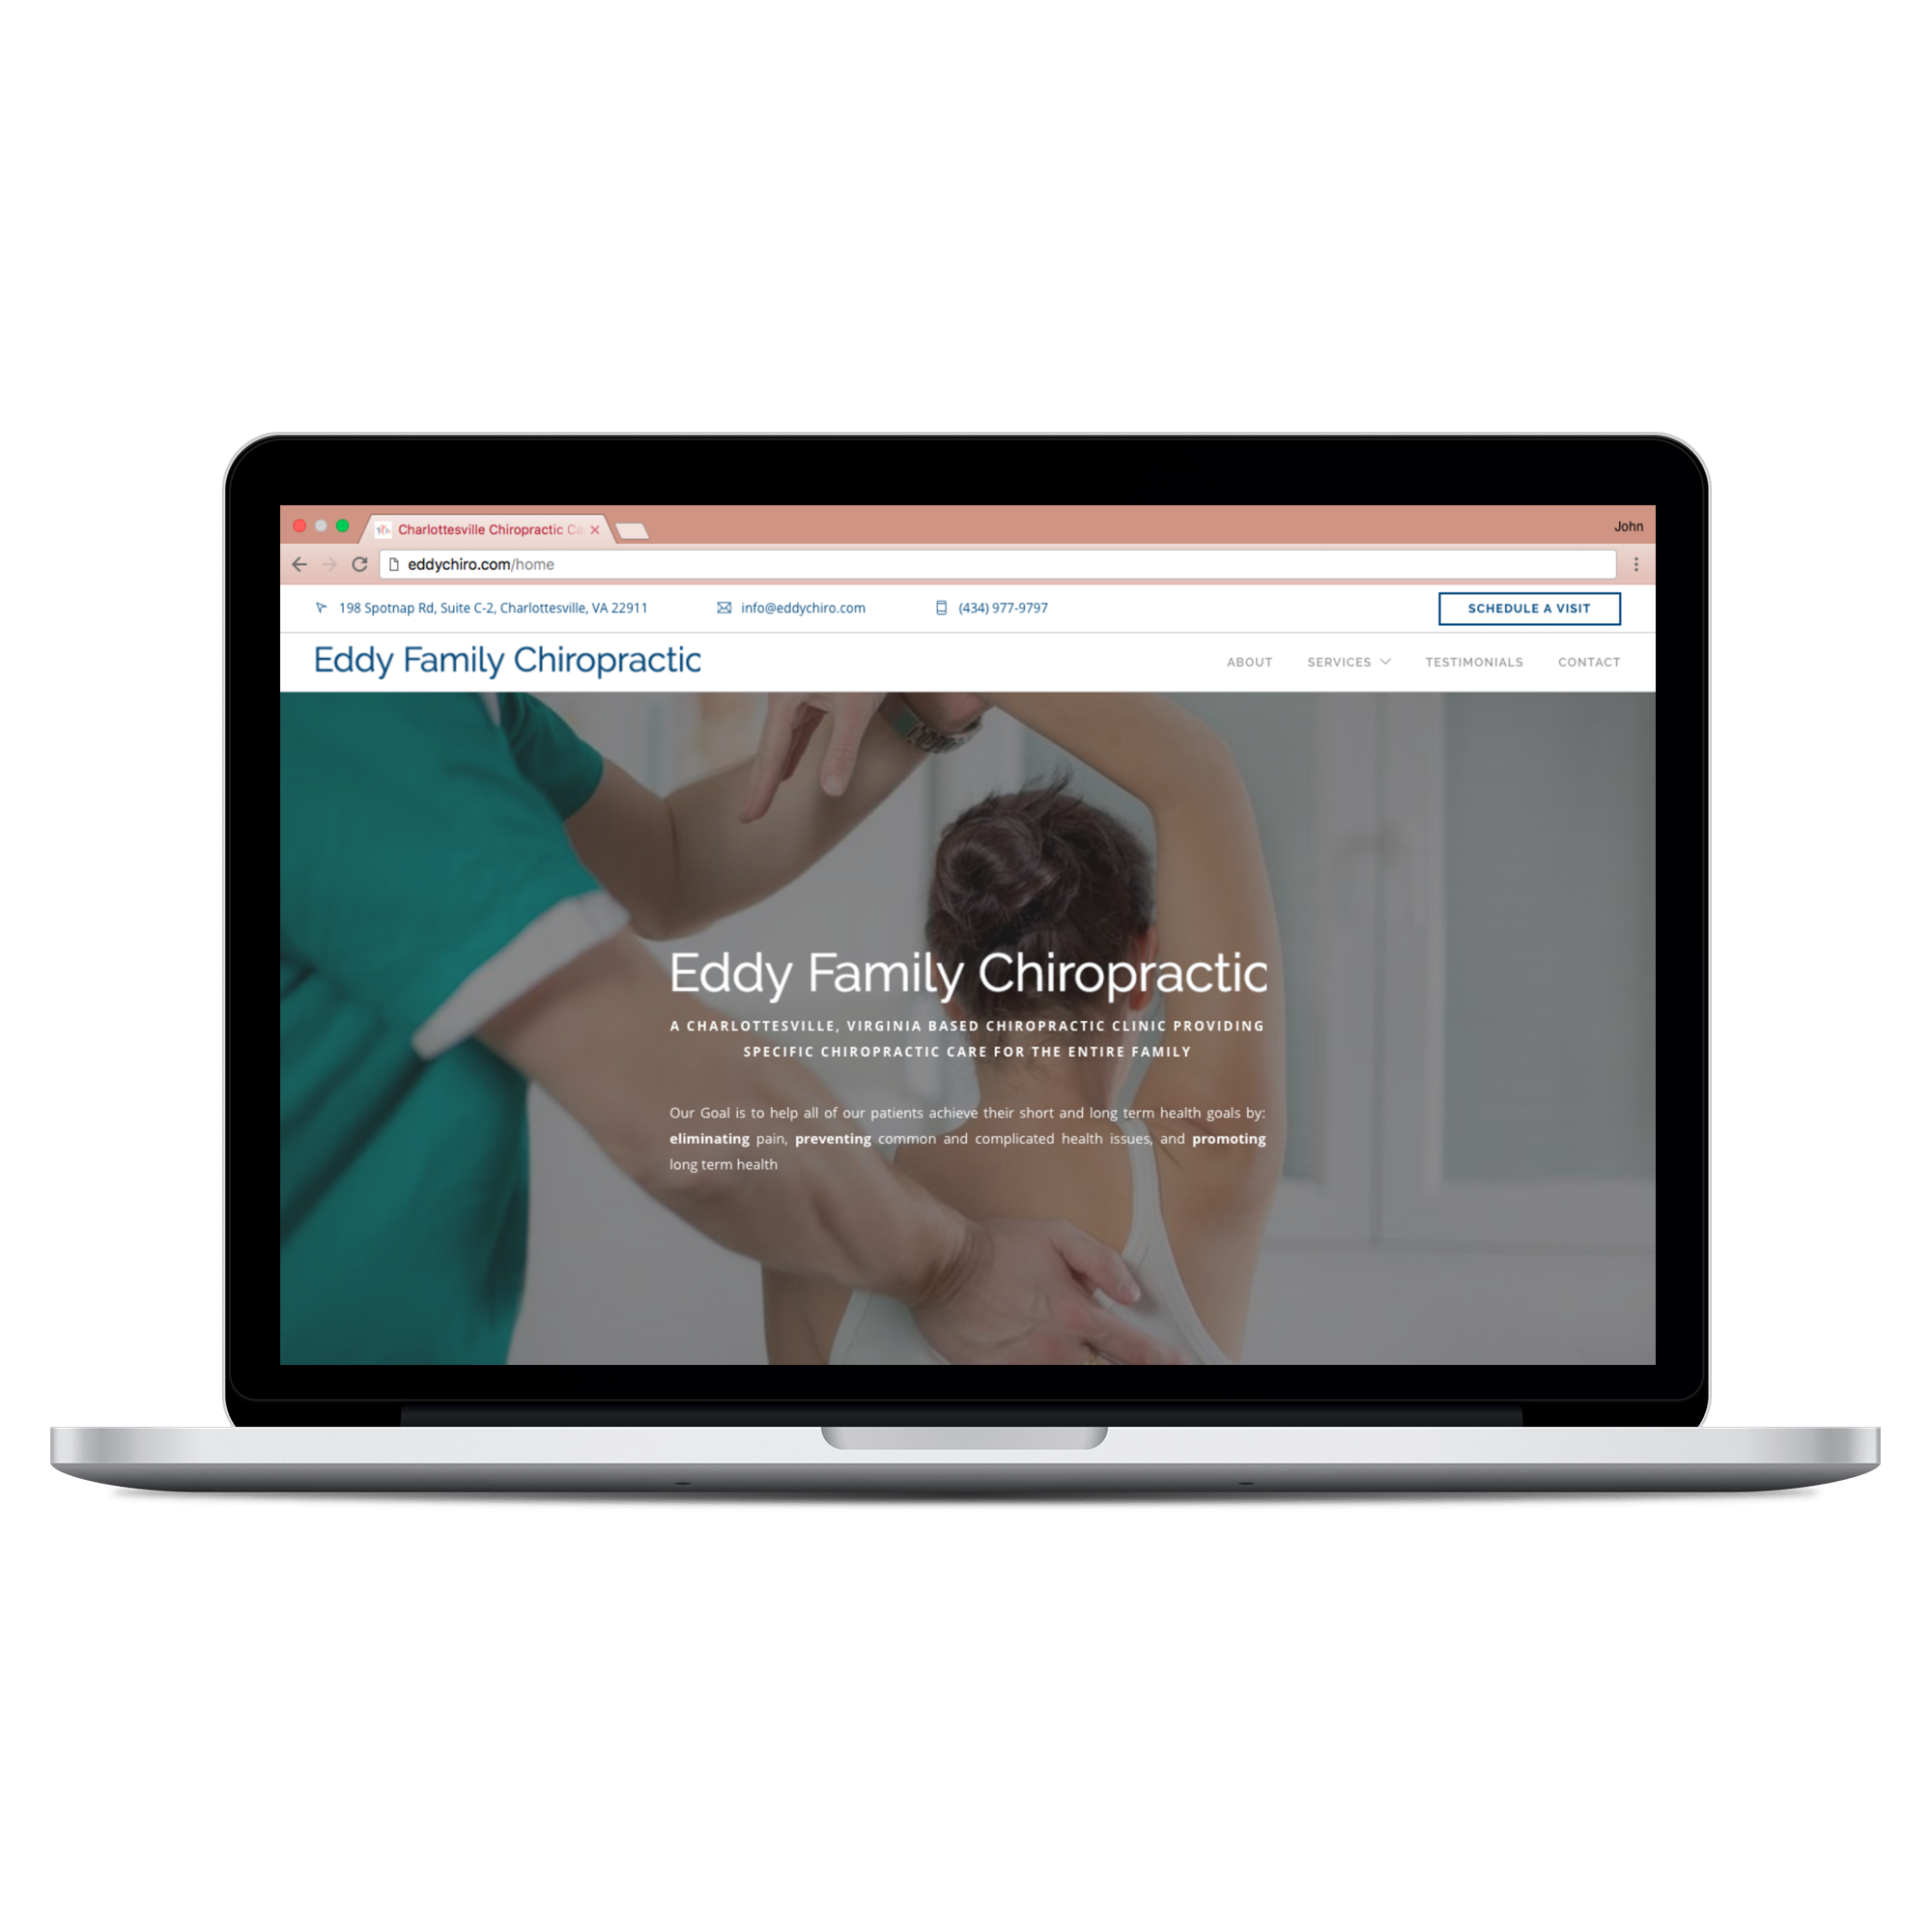 Charlottesville Chiropractic Ca
John
eddychiro.com/home
198 Spotnap Rd, Suite C-2, Charlottesville, VA 22911
info@eddychiro.com
(434) 977-9797
SCHEDULE A VISIT
Eddy Family Chiropractic
ABOUT
SERVICES
TESTIMONIALS
CONTACT
Eddy Family Chiropractic
A CHARLOTTESVILLE, VIRGINIA BASED CHIROPRACTIC CLINIC PROVIDING
SPECIFIC CHIROPRACTIC CARE FOR THE ENTIRE FAMILY
Our Goal is to help all of our patients achieve their short and long term health goals by:
eliminating pain, preventing common and complicated health issues, and promoting
long term health